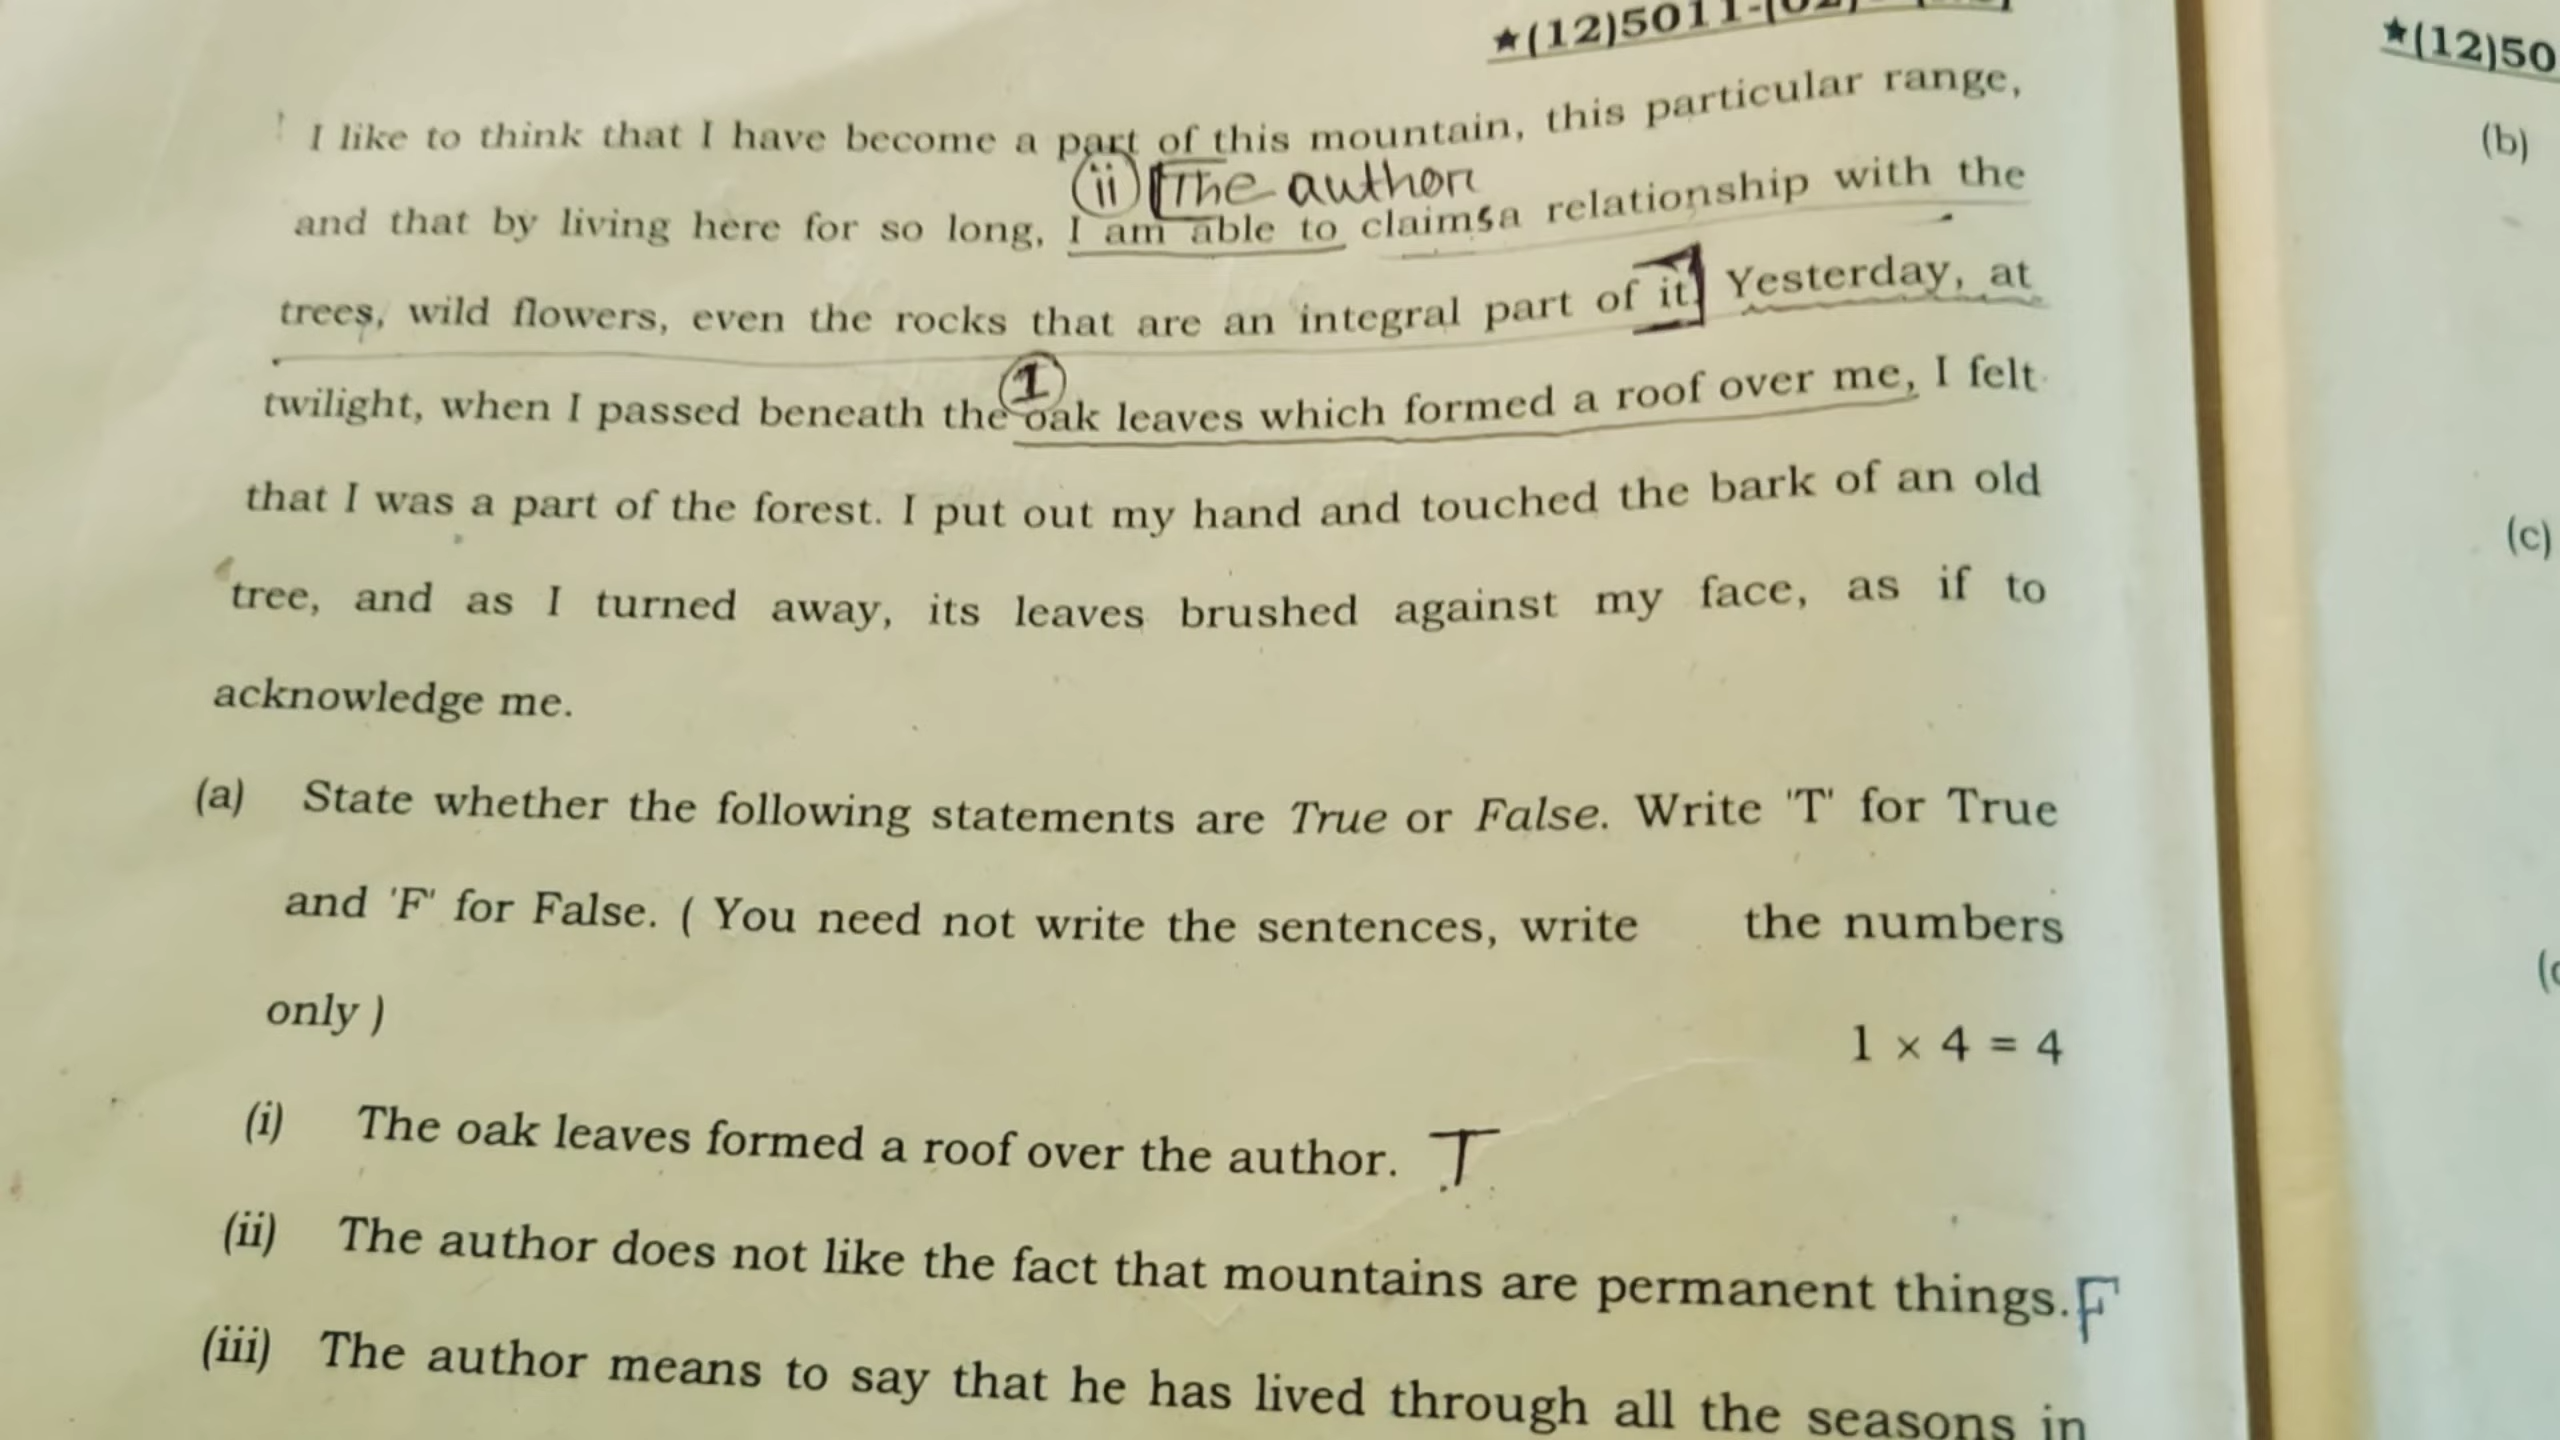 ★(12)5011-
I like to think that I have become a part of this mountain, this particular range,
(ii) The author
and that by living here for so long, I am able to claims a relationship with the
trees, wild flowers, even the rocks that are an integral part of it. Yesterday, at
1
twilight, when I passed beneath the oak leaves which formed a roof over me, I felt
that I was a part of the forest. I put out my hand and touched the bark of an old
tree, and as I turned away, its leaves brushed against my face, as if to
acknowledge me.
(a) State whether the following statements are True or False. Write 'T' for True
and 'F' for False. ( You need not write the sentences, write the numbers
only )
1 × 4 = 4
(i) The oak leaves formed a roof over the author. T
(ii) The author does not like the fact that mountains are permanent things. F
(iii) The author means to say that he has lived through all the seasons in
★(12)50
(b)
(c)